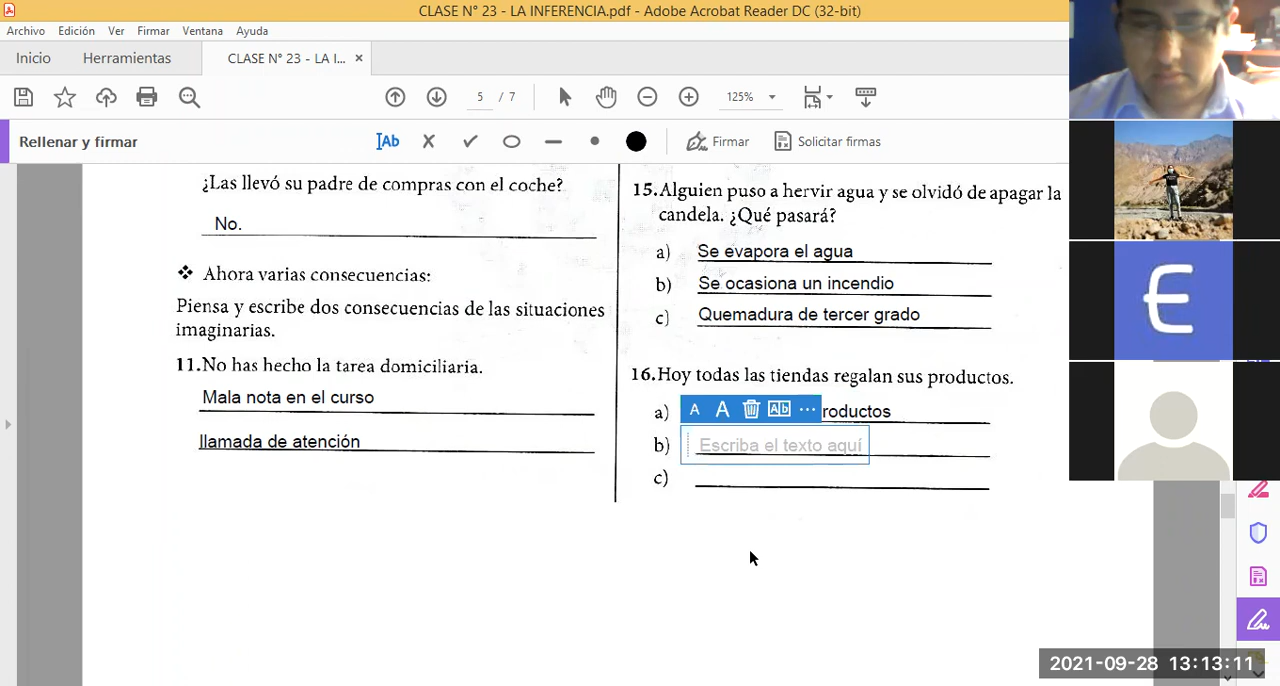 CLASE N° 23 - LA INFERENCIA.pdf - Adobe Acrobat Reader DC (32-bit)
Archivo Edición Ver Firmar Ventana Ayuda
Inicio Herramientas CLASE N° 23 - LA I... ×
5 / 7 125%
Rellenar y firmar Ab Firmar Solicitar firmas
¿Las llevó su padre de compras con el coche?
No.
❖ Ahora varias consecuencias:
Piensa y escribe dos consecuencias de las situaciones
imaginarias.
11.No has hecho la tarea domiciliaria.
Mala nota en el curso
llamada de atención
15.Alguien puso a hervir agua y se olvidó de apagar la
candela. ¿Qué pasará?
a) Se evapora el agua
b) Se ocasiona un incendio
c) Quemadura de tercer grado
16.Hoy todas las tiendas regalan sus productos.
a) A A Ab ... roductos
b) Escriba el texto aquí
c)
E
2021-09-28 13:13:11